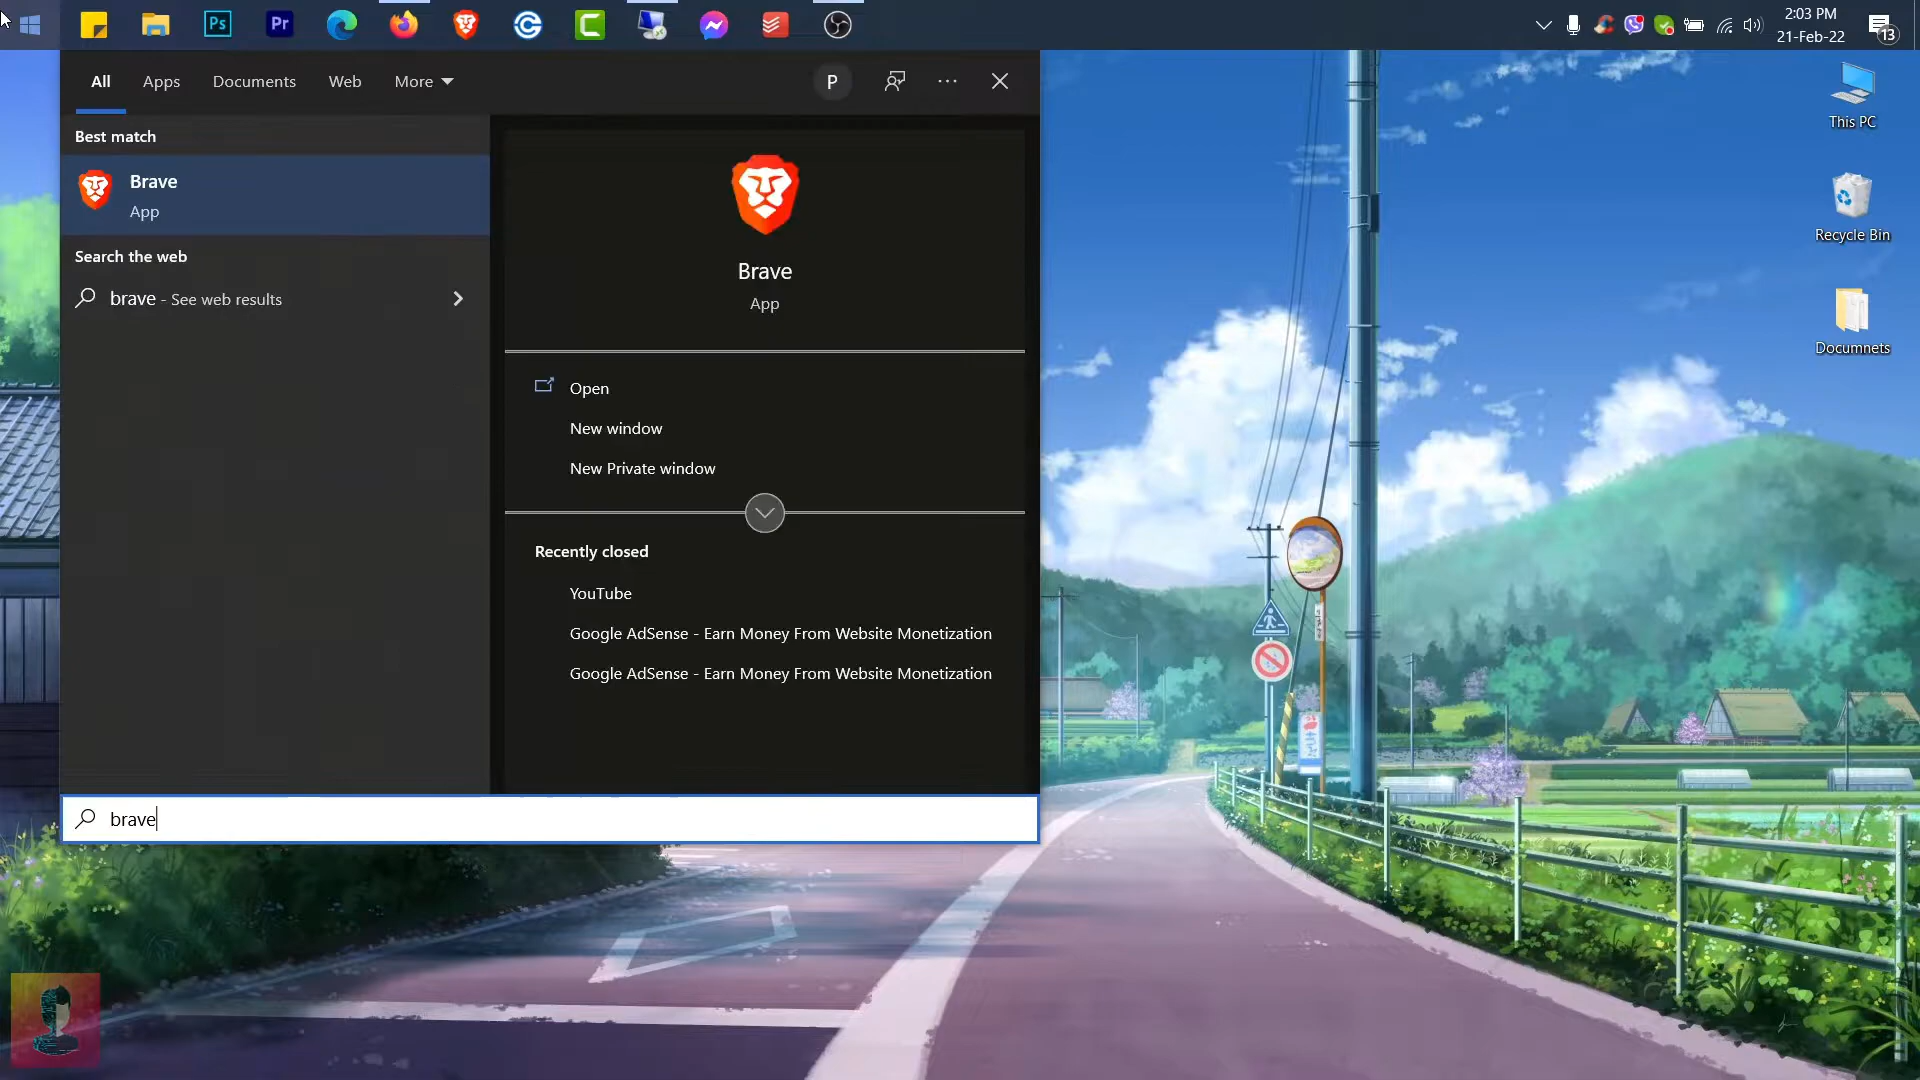 Ps
Pr
2:03 PM
21-Feb-22
13
All
Apps
Documents
Web
More
P
Best match
Brave
App
Search the web
brave - See web results
Brave
App
Open
New window
New Private window
Recently closed
YouTube
Google AdSense - Earn Money From Website Monetization
Google AdSense - Earn Money From Website Monetization
brave
This PC
Recycle Bin
Documnets